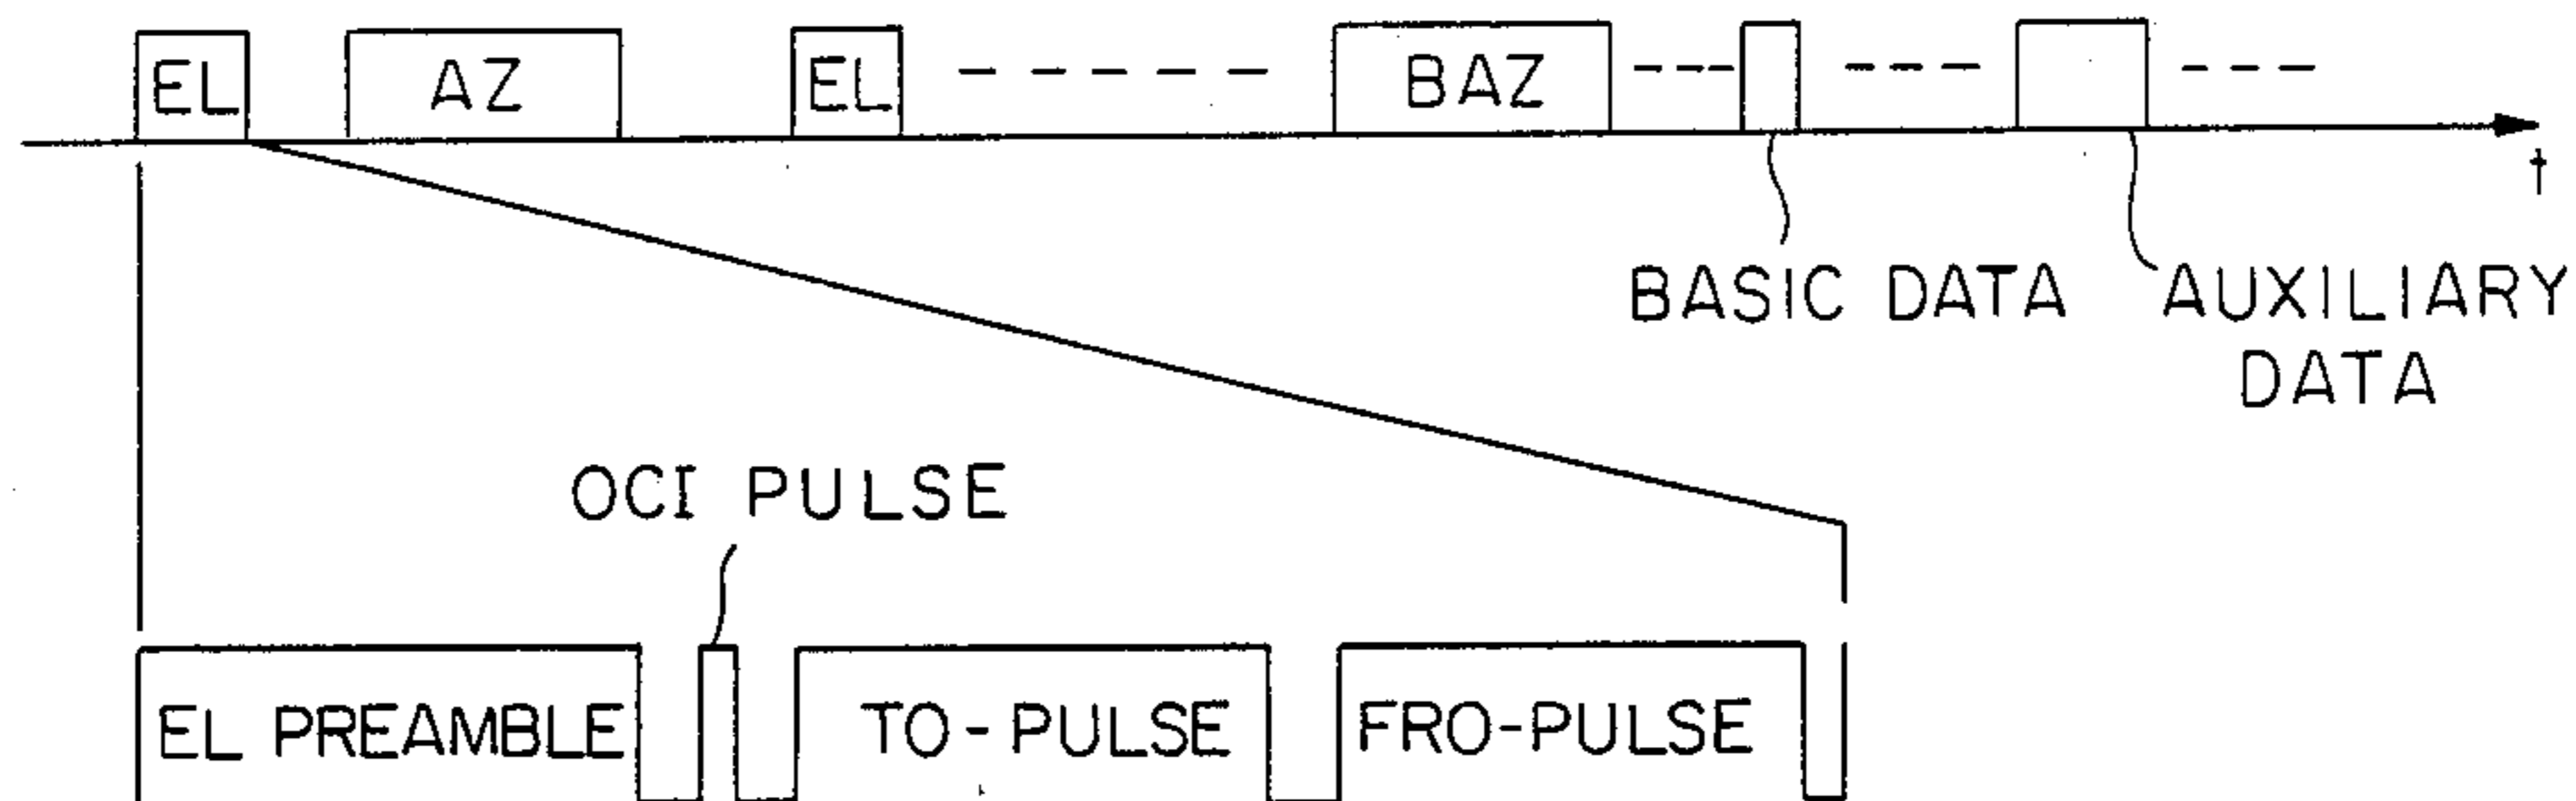 EL AZ EL BAZ
t
BASIC DATA
AUXILIARY
DATA
OCI PULSE
EL PREAMBLE TO-PULSE FRO-PULSE